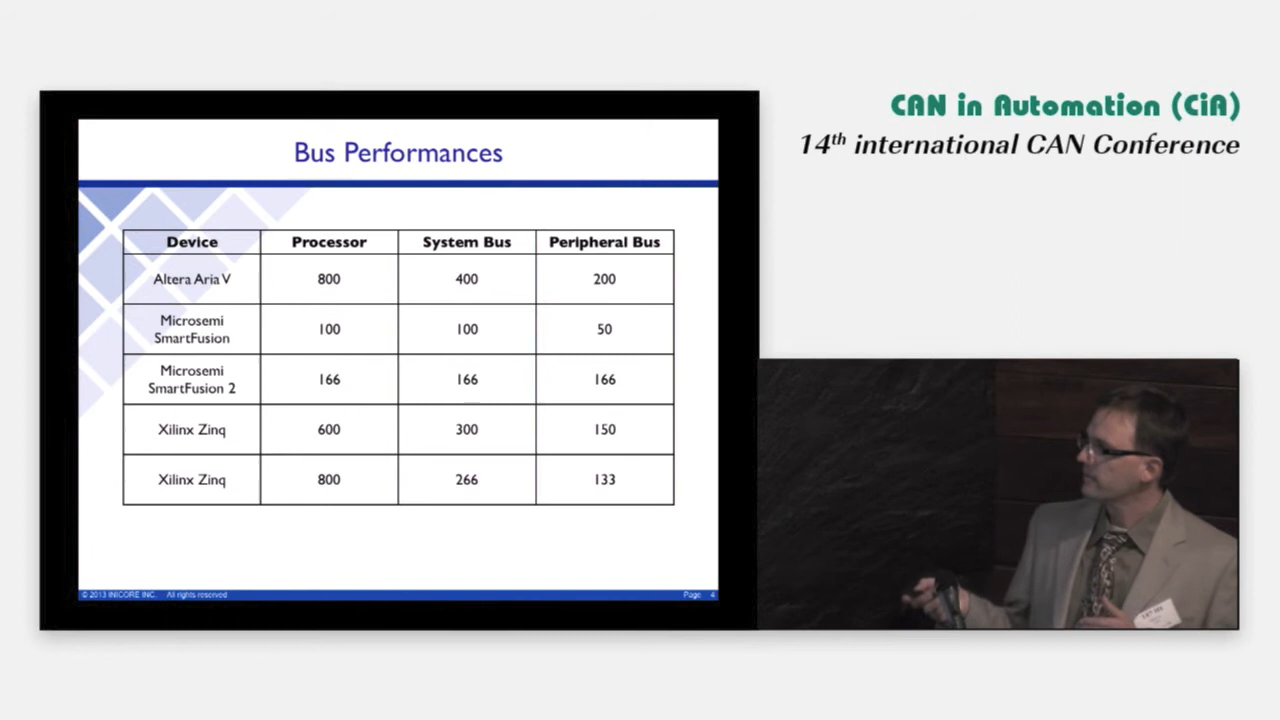 CAN in Automation (CiA)
14th international CAN Conference
Bus Performances
Device Processor System Bus Peripheral Bus
Altera Aria V 800 400 200
Microsemi
SmartFusion 100 100 50
Microsemi
SmartFusion 2 166 166 166
Xilinx Zinq 600 300 150
Xilinx Zinq 800 266 133
© 2013 INICORE INC. All rights reserved Page 4